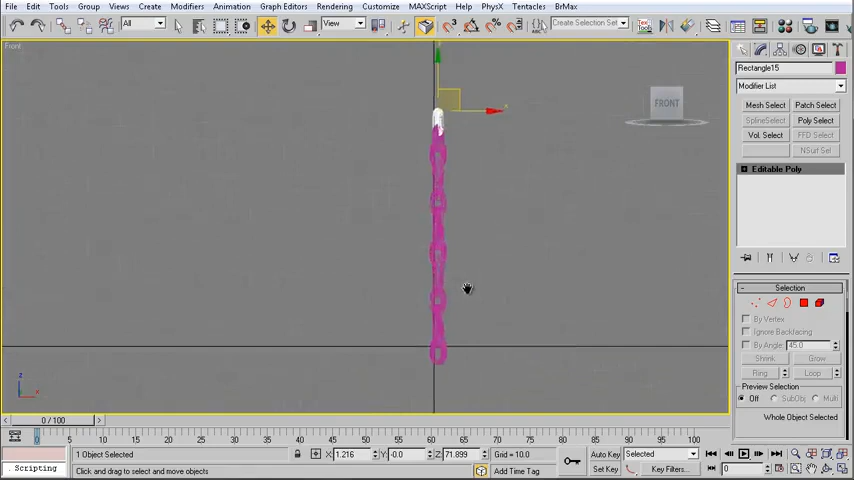 File Edit Tools Group Views Create Modifiers Animation Graph Editors Rendering Customize MAXScript Help PhysX Tentacles BrMax
All View Create Selection Set
Front
FRONT
Rectangle15
Modifier List
Mesh Select Patch Select
SplineSelect Poly Select
Vol. Select FFD Select
NSurf Sel
Editable Poly
- Selection
By Vertex
Ignore Backfacing
By Angle: 45.0
Shrink Grow
Ring Loop
Preview Selection
Off SubObj Multi
Whole Object Selected
z
x
0 / 100
0 5 10 15 20 25 30 35 40 45 50 55 60 65 70 75 80 85 90 95 100
1 Object Selected X: 1.216 Y: -0.0 Z: 71.899 Grid = 10.0 Auto Key Selected
Scripting Click and drag to select and move objects Add Time Tag Set Key Key Filters... 0